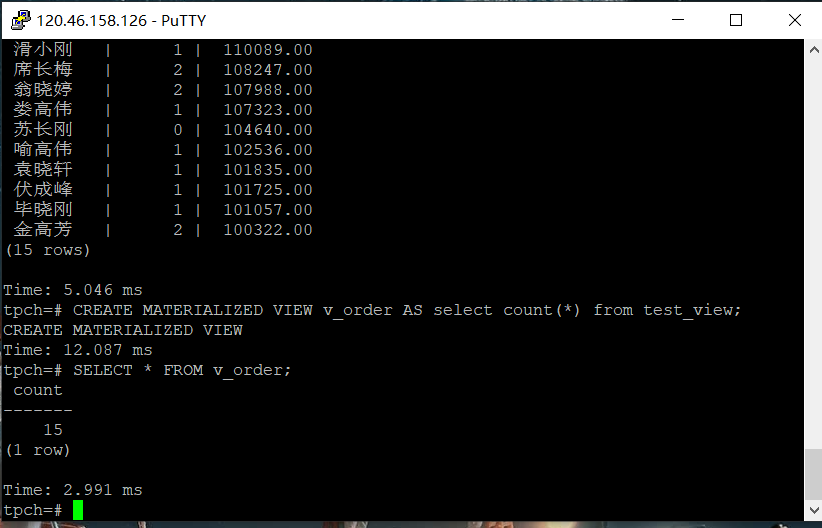 120.46.158.126 - PuTTY
滑小刚 | 1 | 110089.00
席长梅 | 2 | 108247.00
翁晓婷 | 2 | 107988.00
娄高伟 | 1 | 107323.00
苏长刚 | 0 | 104640.00
喻高伟 | 1 | 102536.00
袁晓轩 | 1 | 101835.00
伏成峰 | 1 | 101725.00
毕晓刚 | 1 | 101057.00
金高芳 | 2 | 100322.00
(15 rows)
Time: 5.046 ms
tpch=# CREATE MATERIALIZED VIEW v_order AS select count(*) from test_view;
CREATE MATERIALIZED VIEW
Time: 12.087 ms
tpch=# SELECT * FROM v_order;
count
-------
15
(1 row)
Time: 2.991 ms
tpch=#